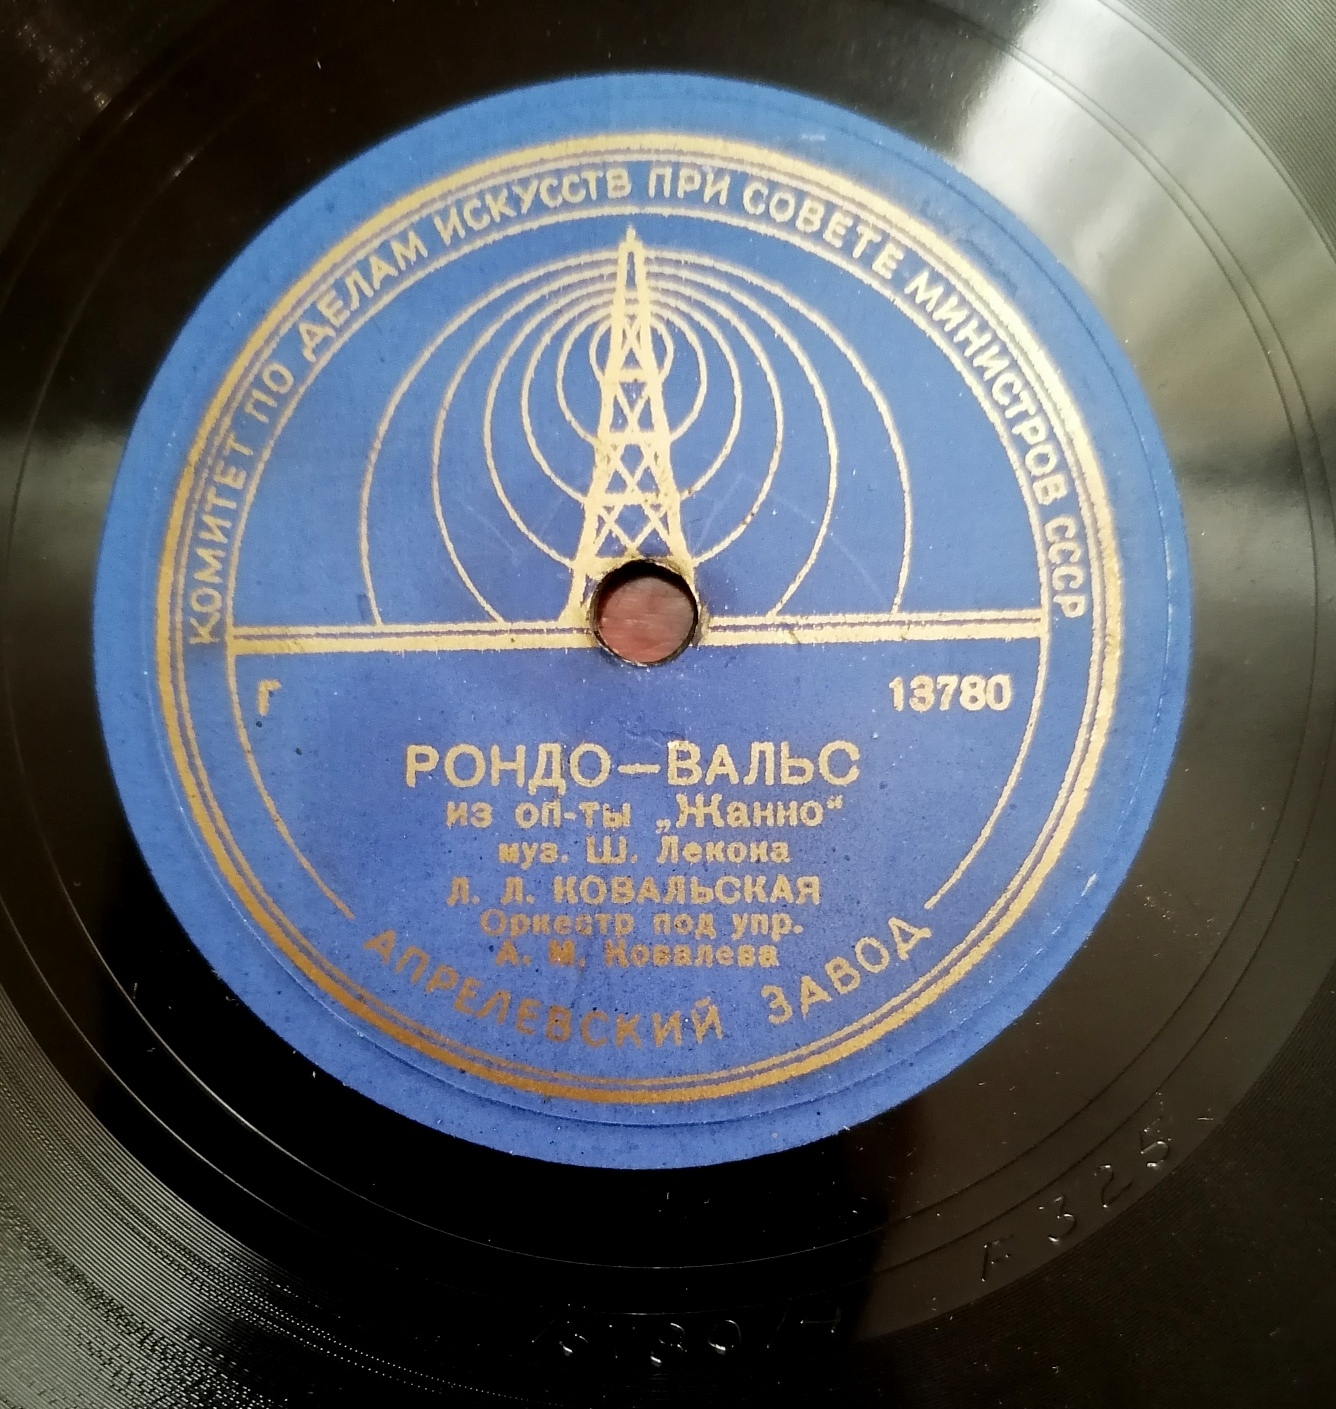 КОМИТЕТ ПО ДЕЛАМ ИСКУССТВ ПРИ СОВЕТЕ МИНИСТРОВ СССР
Г 13780
РОНДО—ВАЛЬС
из оп-ты „Жанно“
муз. Ш. Лекока
Л. Л. КОВАЛЬСКАЯ
Оркестр под упр.
А. М. Ковалева
АПРЕЛЕВСКИЙ ЗАВОД
А 325